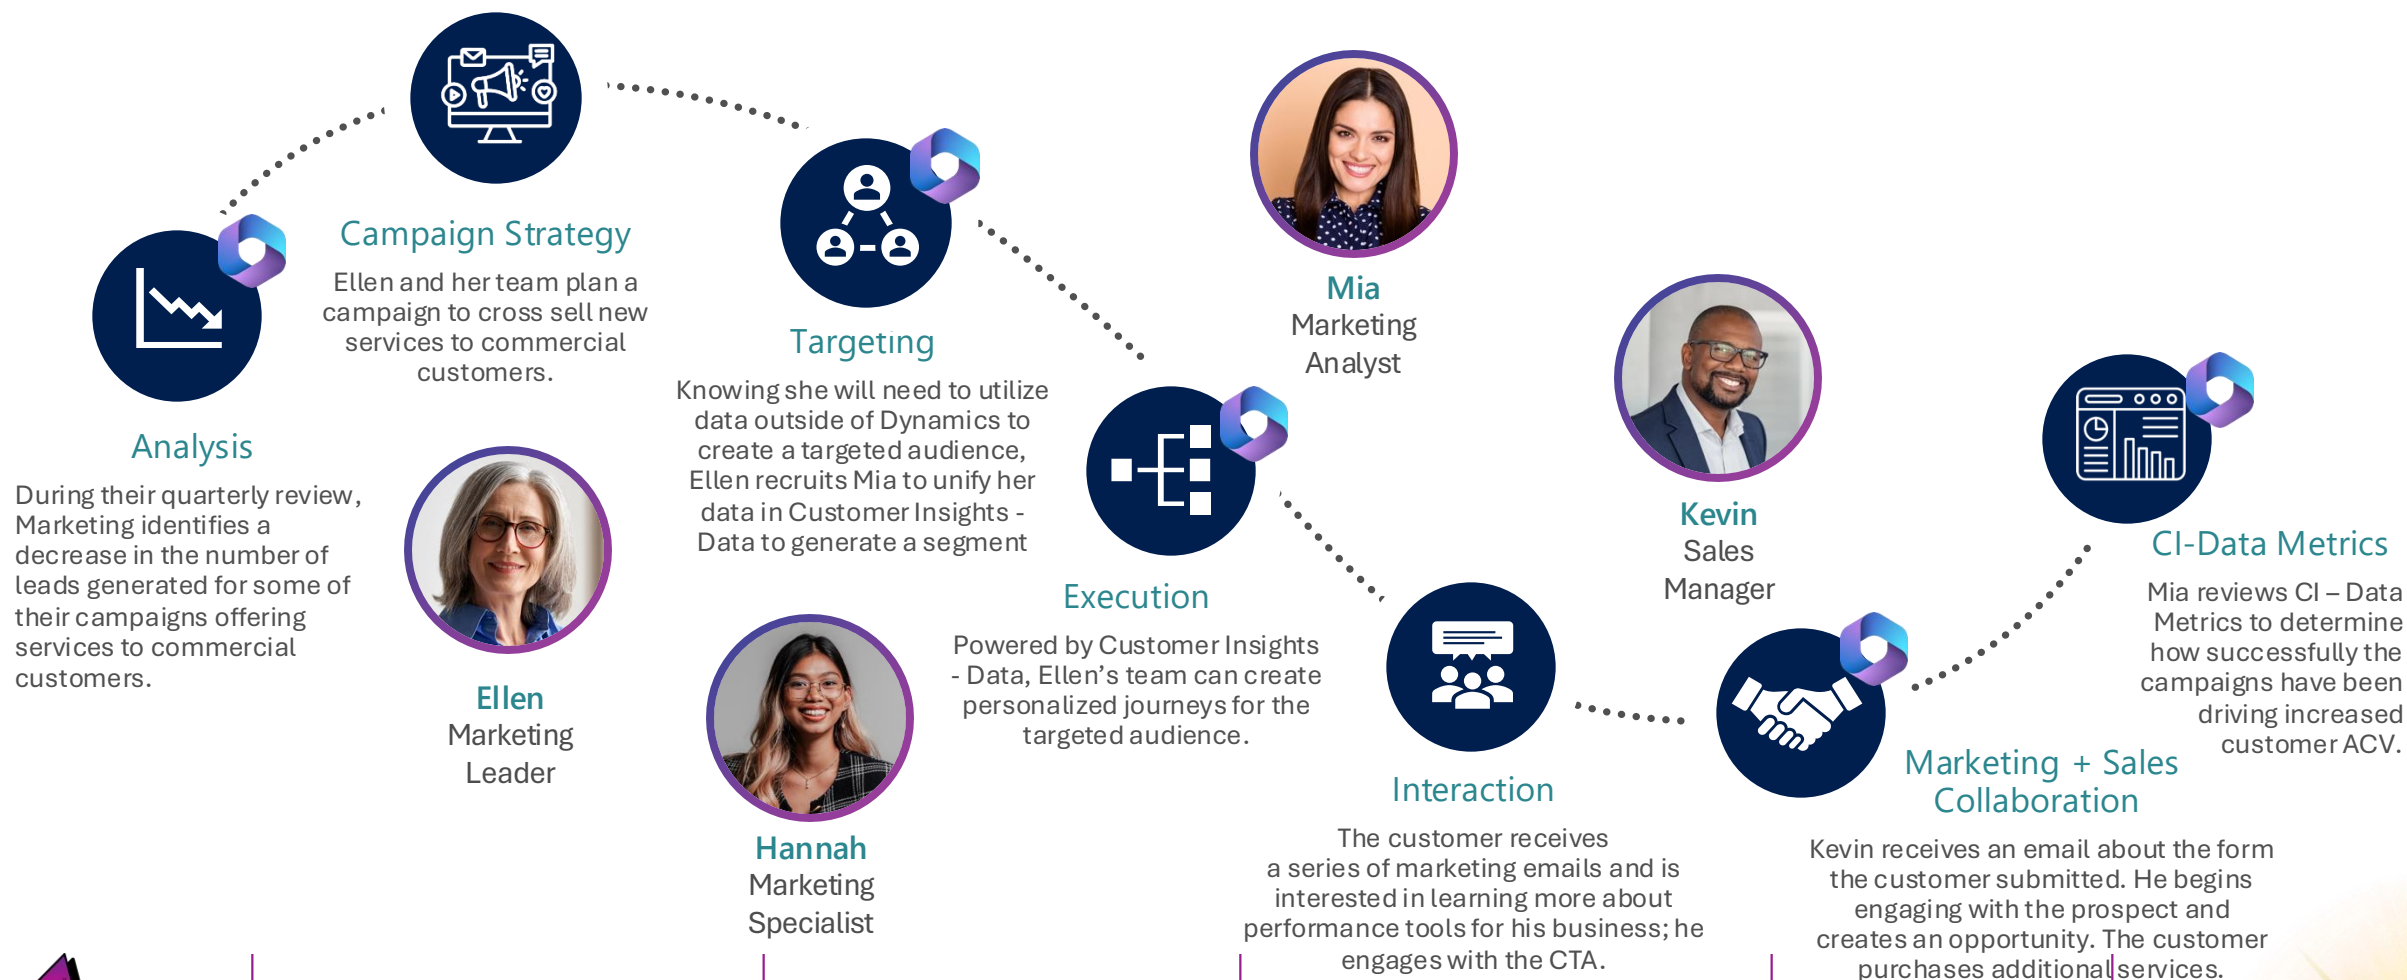 Campaign Strategy
Ellen and her team plan a
campaign to cross sell new
services to commercial
customers.
Analysis
During their quarterly review,
Marketing identifies a
decrease in the number of
leads generated for some of
their campaigns offering
services to commercial
customers.
Ellen
Marketing
Leader
Targeting
Knowing she will need to utilize
data outside of Dynamics to
create a targeted audience,
Ellen recruits Mia to unify her
data in Customer Insights -
Data to generate a segment
Hannah
Marketing
Specialist
Mia
Marketing
Analyst
Execution
Powered by Customer Insights
- Data, Ellen's team can create
personalized journeys for the
targeted audience.
Kevin
Sales
Manager
Interaction
The customer receives
a series of marketing emails and is
interested in learning more about
performance tools for his business; he
engages with the CTA.
Marketing + Sales
Collaboration
Kevin receives an email about the form
the customer submitted. He begins
engaging with the prospect and
creates an opportunity. The customer
purchases additional services.
CI-Data Metrics
Mia reviews CI – Data
Metrics to determine
how successfully the
campaigns have been
driving increased
customer ACV.